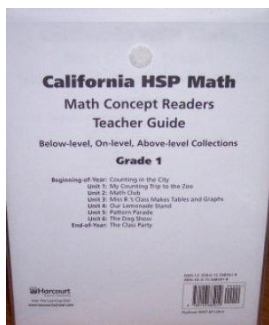 California HSP Math
Math Concept Readers
Teacher Guide
Below-level, On-level, Above-level Collections
Grade 1
Beginning-of-Year: Counting in the City
Unit 1: My Counting Trip to the Zoo
Unit 2: Math Club
Unit 3: Miss B.'s Class Makes Tables and Graphs
Unit 4: Our Lemonade Stand
Unit 5: Pattern Parade
Unit 6: The Dog Show
End-of-Year: The Class Party
Harcourt